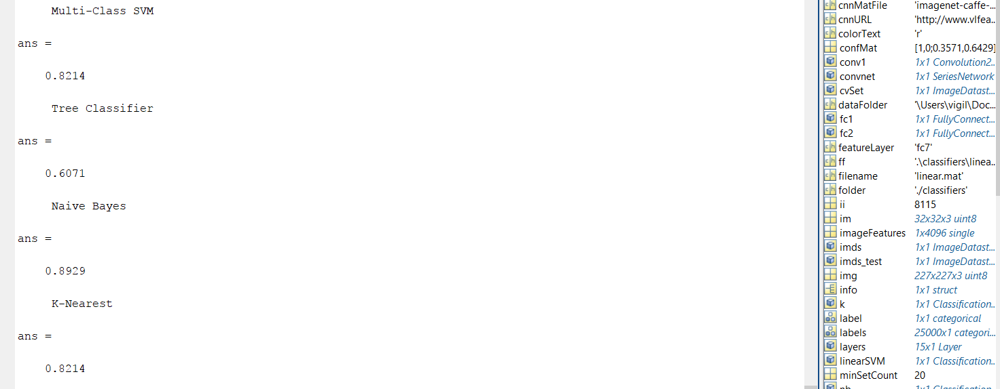 Multi-Class SVM
ans =
0.8214
Tree Classifier
ans =
0.6071
Naive Bayes
ans =
0.8929
K-Nearest
ans =
0.8214
cnnMatFile 'imagenet-caffe-...
cnnURL 'http://www.vlfea...
colorText 'r'
confMat [1,0;0.3571,0.6429]
conv1 1x1 Convolution2...
convnet 1x1 SeriesNetwork
cvSet 1x1 ImageDatast...
dataFolder '\Users\vigil\Doc...
fc1 1x1 FullyConnect...
fc2 1x1 FullyConnect...
featureLayer 'fc7'
ff '.\classifiers\linea...
filename 'linear.mat'
folder './classifiers'
ii 8115
im 32x32x3 uint8
imageFeatures 1x4096 single
imds 1x1 ImageDatast...
imds_test 1x1 ImageDatast...
img 227x227x3 uint8
info 1x1 struct
k 1x1 Classification...
label 1x1 categorical
labels 25000x1 categori...
layers 15x1 Layer
linearSVM 1x1 Classification...
minSetCount 20